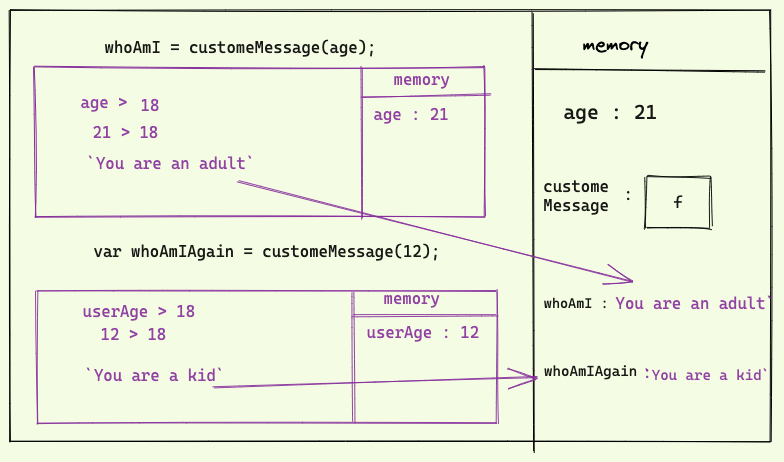 whoAmI = customeMessage(age);
memory
age > 18
21 > 18
`You are an adult`
age : 21
var whoAmIAgain = customeMessage(12);
memory
userAge > 18
12 > 18
`You are a kid`
userAge : 12
memory
age : 21
custome
Message : f
whoAmI : You are an adult`
whoAmIAgain :`You are a kid`